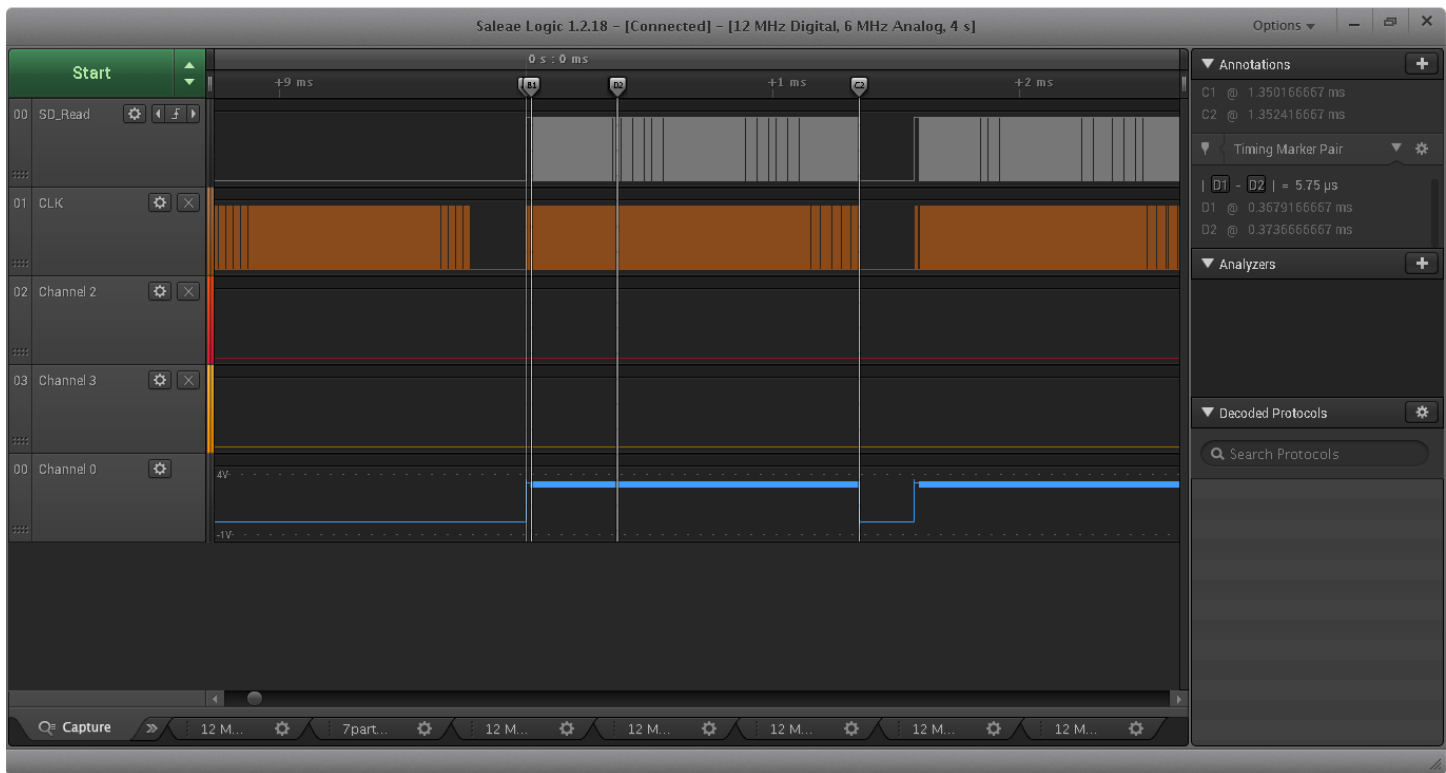 Saleae Logic 1.2.18 – [Connected] – [12 MHz Digital, 6 MHz Analog, 4 s]
Options
Start
0 s : 0 ms
+9 ms
+1 ms
+2 ms
B1
D2
C2
00 SD_Read
01 CLK
02 Channel 2
03 Channel 3
00 Channel 0
4V
-1V
Annotations
C1 @ 1.350166667 ms
C2 @ 1.352416667 ms
Timing Marker Pair
| D1 - D2 | = 5.75 µs
D1 @ 0.3679166667 ms
D2 @ 0.3736666667 ms
Analyzers
Decoded Protocols
Search Protocols
Capture
12 M...
7part...
12 M...
12 M...
12 M...
12 M...
12 M...